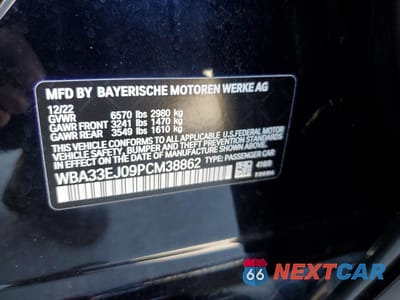 MFD BY BAYERISCHE MOTOREN WERKE AG
12/22
GVWR 6570 lbs 2980 kg
GAWR FRONT 3241 lbs 1470 kg
GAWR REAR 3549 lbs 1610 kg
THIS VEHICLE CONFORMS TO ALL APPLICABLE U.S. FEDERAL MOTOR
VEHICLE SAFETY, BUMPER, AND THEFT PREVENTION STANDARDS
IN EFFECT ON THE DATE OF MANUFACTURE SHOWN ABOVE.
WBA33EJ09PCM38862 TYPE: PASSENGER CAR
4169
66 NEXTCAR